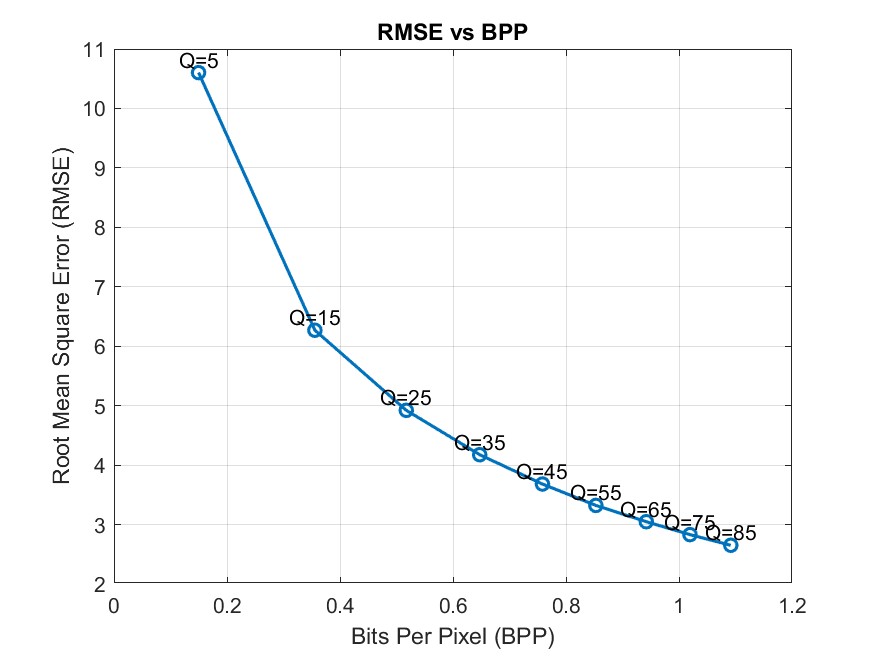 RMSE vs BPP
11
10
9
8
7
6
5
4
3
2
Root Mean Square Error (RMSE)
Q=5
Q=15
Q=25
Q=35
Q=45
Q=55
Q=65
Q=75
Q=85
0
0.2
0.4
0.6
0.8
1
1.2
Bits Per Pixel (BPP)